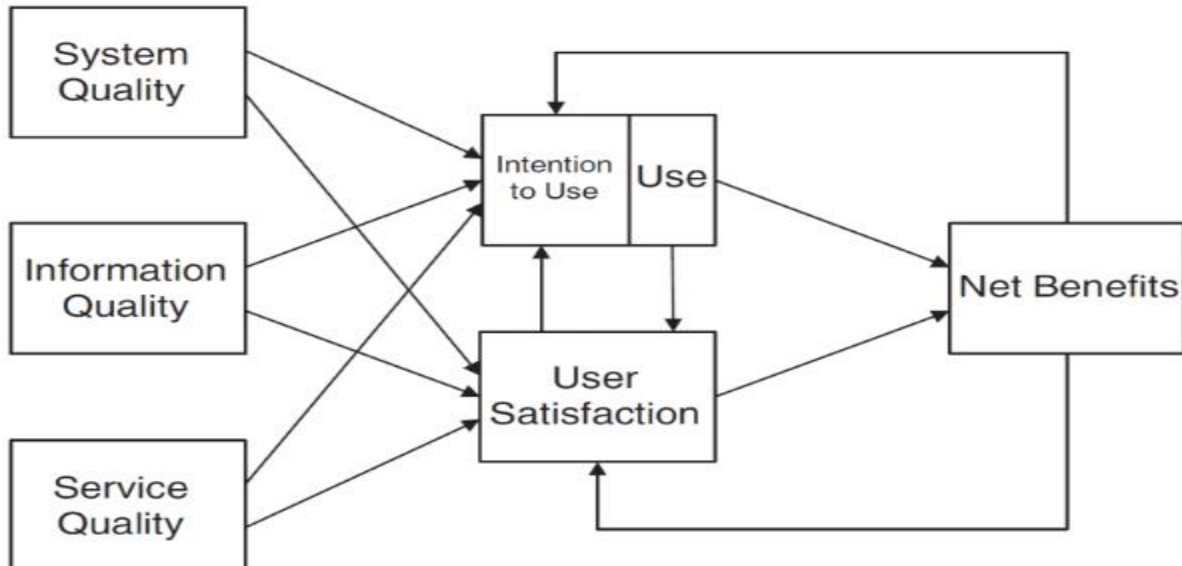 System
Quality
Intention
to Use
Use
Information
Quality
Net Benefits
User
Satisfaction
Service
Quality